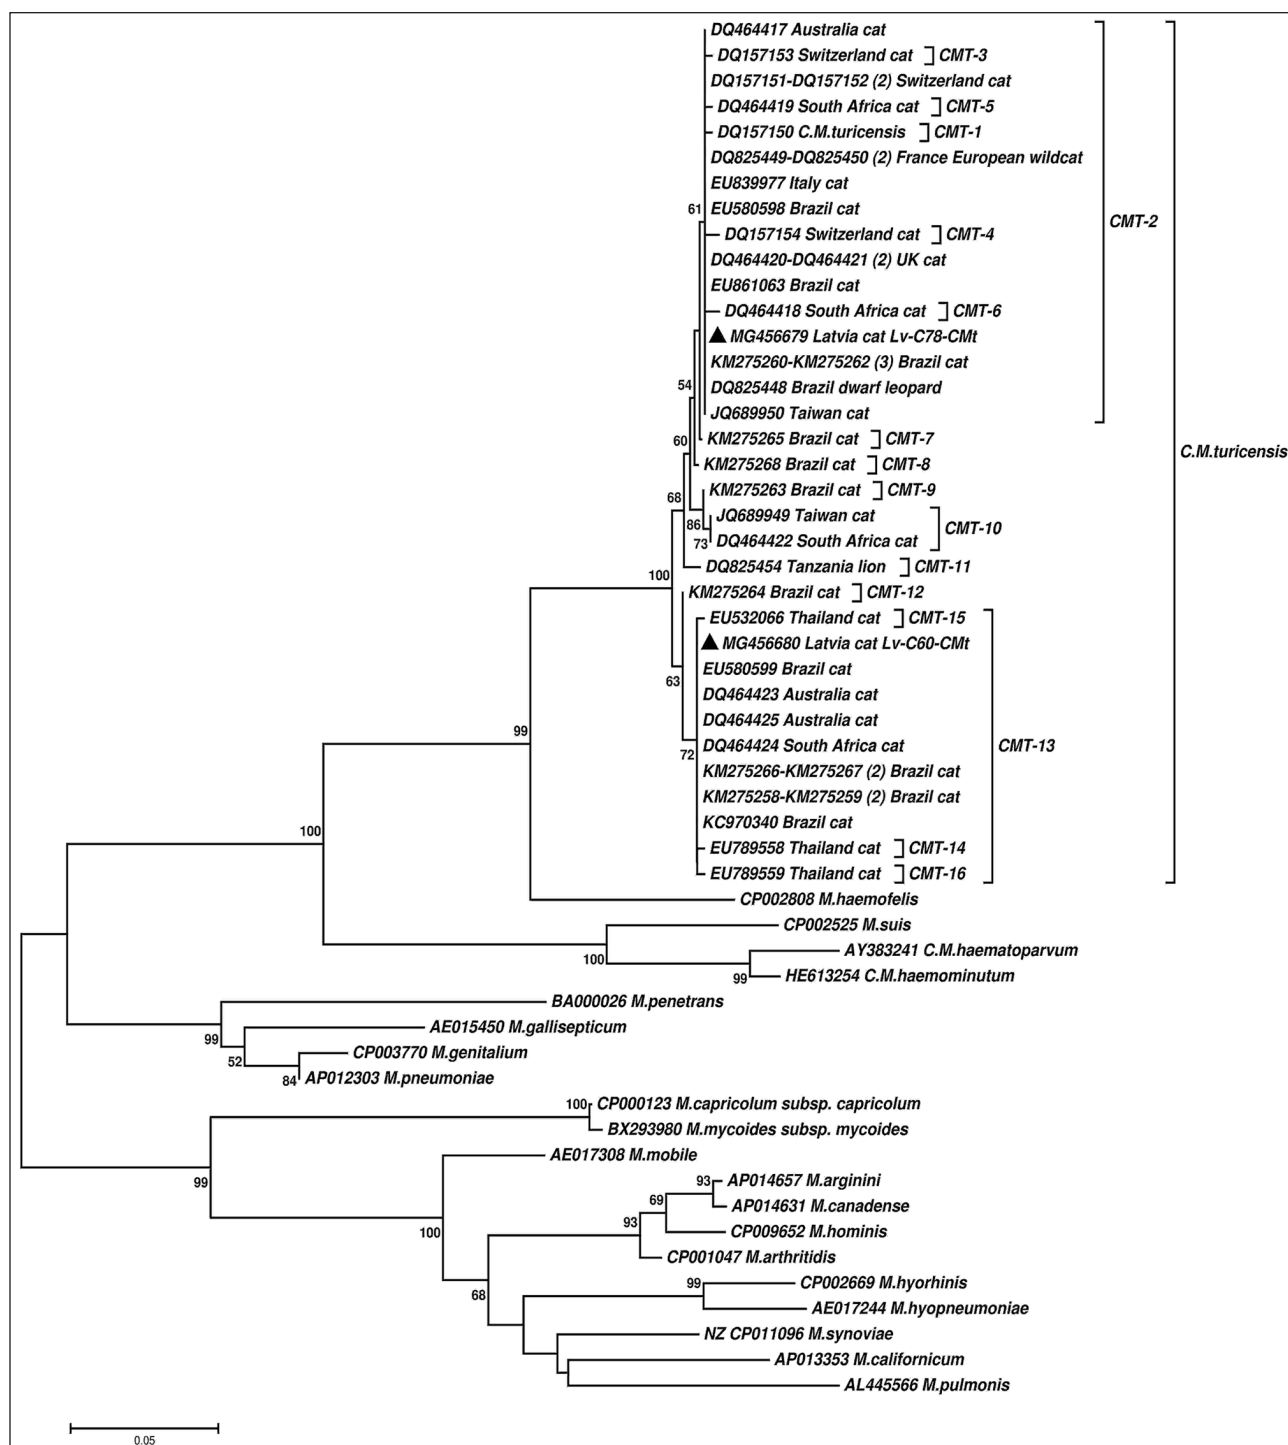 DQ464417 Australia cat
DQ157153 Switzerland cat CMT-3
DQ157151-DQ157152 (2) Switzerland cat
DQ464419 South Africa cat CMT-5
DQ157150 C.M.turicensis CMT-1
DQ825449-DQ825450 (2) France European wildcat
EU839977 Italy cat
61 EU580598 Brazil cat
CMT-2
DQ157154 Switzerland cat CMT-4
DQ464420-DQ464421 (2) UK cat
EU861063 Brazil cat
DQ464418 South Africa cat CMT-6
MG456679 Latvia cat Lv-C78-CMt
KM275260-KM275262 (3) Brazil cat
54 DQ825448 Brazil dwarf leopard
JQ689950 Taiwan cat
60 KM275265 Brazil cat CMT-7
C.M.turicensis
KM275268 Brazil cat CMT-8
68 KM275263 Brazil cat CMT-9
86 JQ689949 Taiwan cat
CMT-10
73 DQ464422 South Africa cat
DQ825454 Tanzania lion CMT-11
100
KM275264 Brazil cat CMT-12
EU532066 Thailand cat CMT-15
MG456680 Latvia cat Lv-C60-CMt
EU580599 Brazil cat
63
DQ464423 Australia cat
DQ464425 Australia cat
99
DQ464424 South Africa cat CMT-13
72
KM275266-KM275267 (2) Brazil cat
KM275258-KM275259 (2) Brazil cat
KC970340 Brazil cat
100
EU789558 Thailand cat CMT-14
EU789559 Thailand cat CMT-16
CP002808 M.haemofelis
CP002525 M.suis
AY383241 C.M.haematoparvum
100
99 HE613254 C.M.haemominutum
BA000026 M.penetrans
AE015450 M.gallisepticum
99
CP003770 M.genitalium
52
84 AP012303 M.pneumoniae
100 CP000123 M.capricolum subsp. capricolum
BX293980 M.mycoides subsp. mycoides
AE017308 M.mobile
99
93 AP014657 M.arginini
69 AP014631 M.canadense
93 CP009652 M.hominis
100
CP001047 M.arthritidis
99 CP002669 M.hyorhinis
68
AE017244 M.hyopneumoniae
NZ CP011096 M.synoviae
AP013353 M.californicum
AL445566 M.pulmonis
0.05